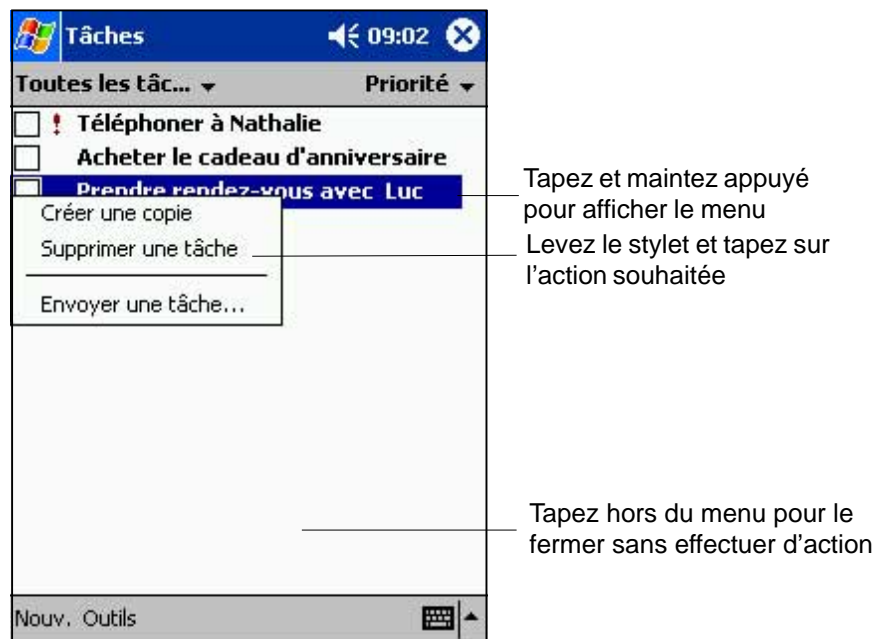 Tâches 09:02
Toutes les tâc... Priorité
! Téléphoner à Nathalie
Acheter le cadeau d'anniversaire
Prendre rendez-vous avec Luc
Créer une copie
Supprimer une tâche
Envoyer une tâche...
Tapez et maintez appuyé
pour afficher le menu
Levez le stylet et tapez sur
l’action souhaitée
Tapez hors du menu pour le
fermer sans effectuer d’action
Nouv. Outils